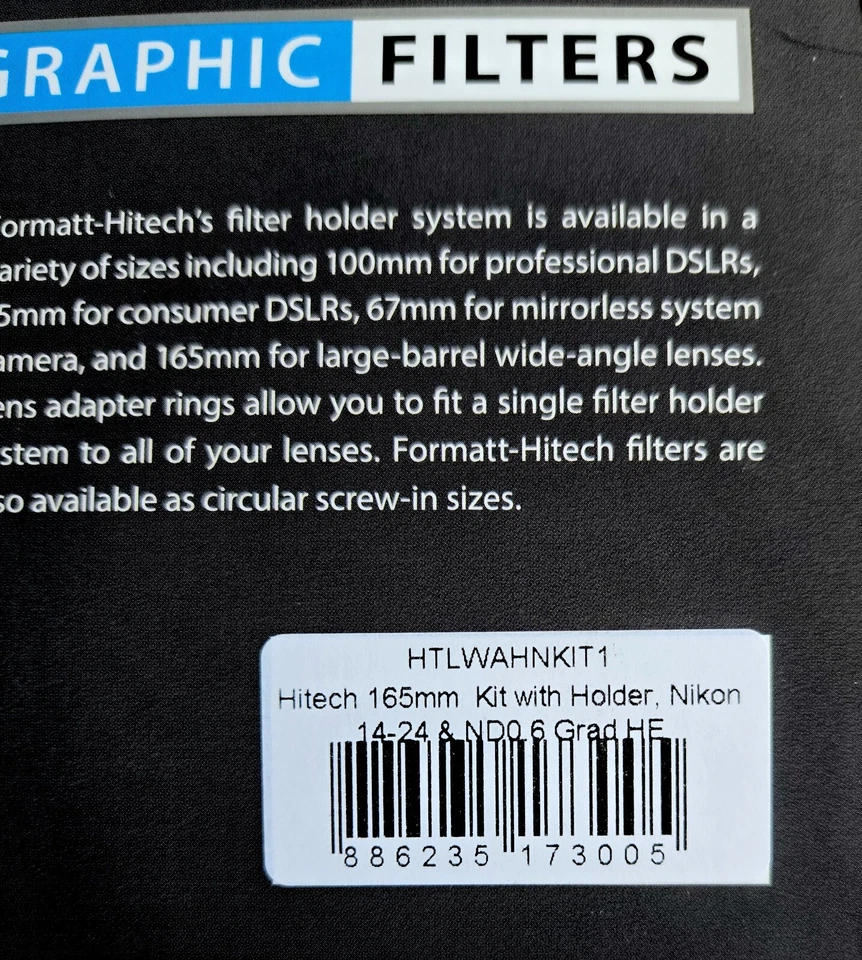 GRAPHIC FILTERS
ormatt-Hitech's filter holder system is available in a
ariety of sizes including 100mm for professional DSLRs,
5mm for consumer DSLRs, 67mm for mirrorless system
amera, and 165mm for large-barrel wide-angle lenses.
ens adapter rings allow you to fit a single filter holder
stem to all of your lenses. Formatt-Hitech filters are
so available as circular screw-in sizes.
HTLWAHNKIT1
Hitech 165mm Kit with Holder, Nikon
14-24 & ND0.6 Grad HE
886235 173005